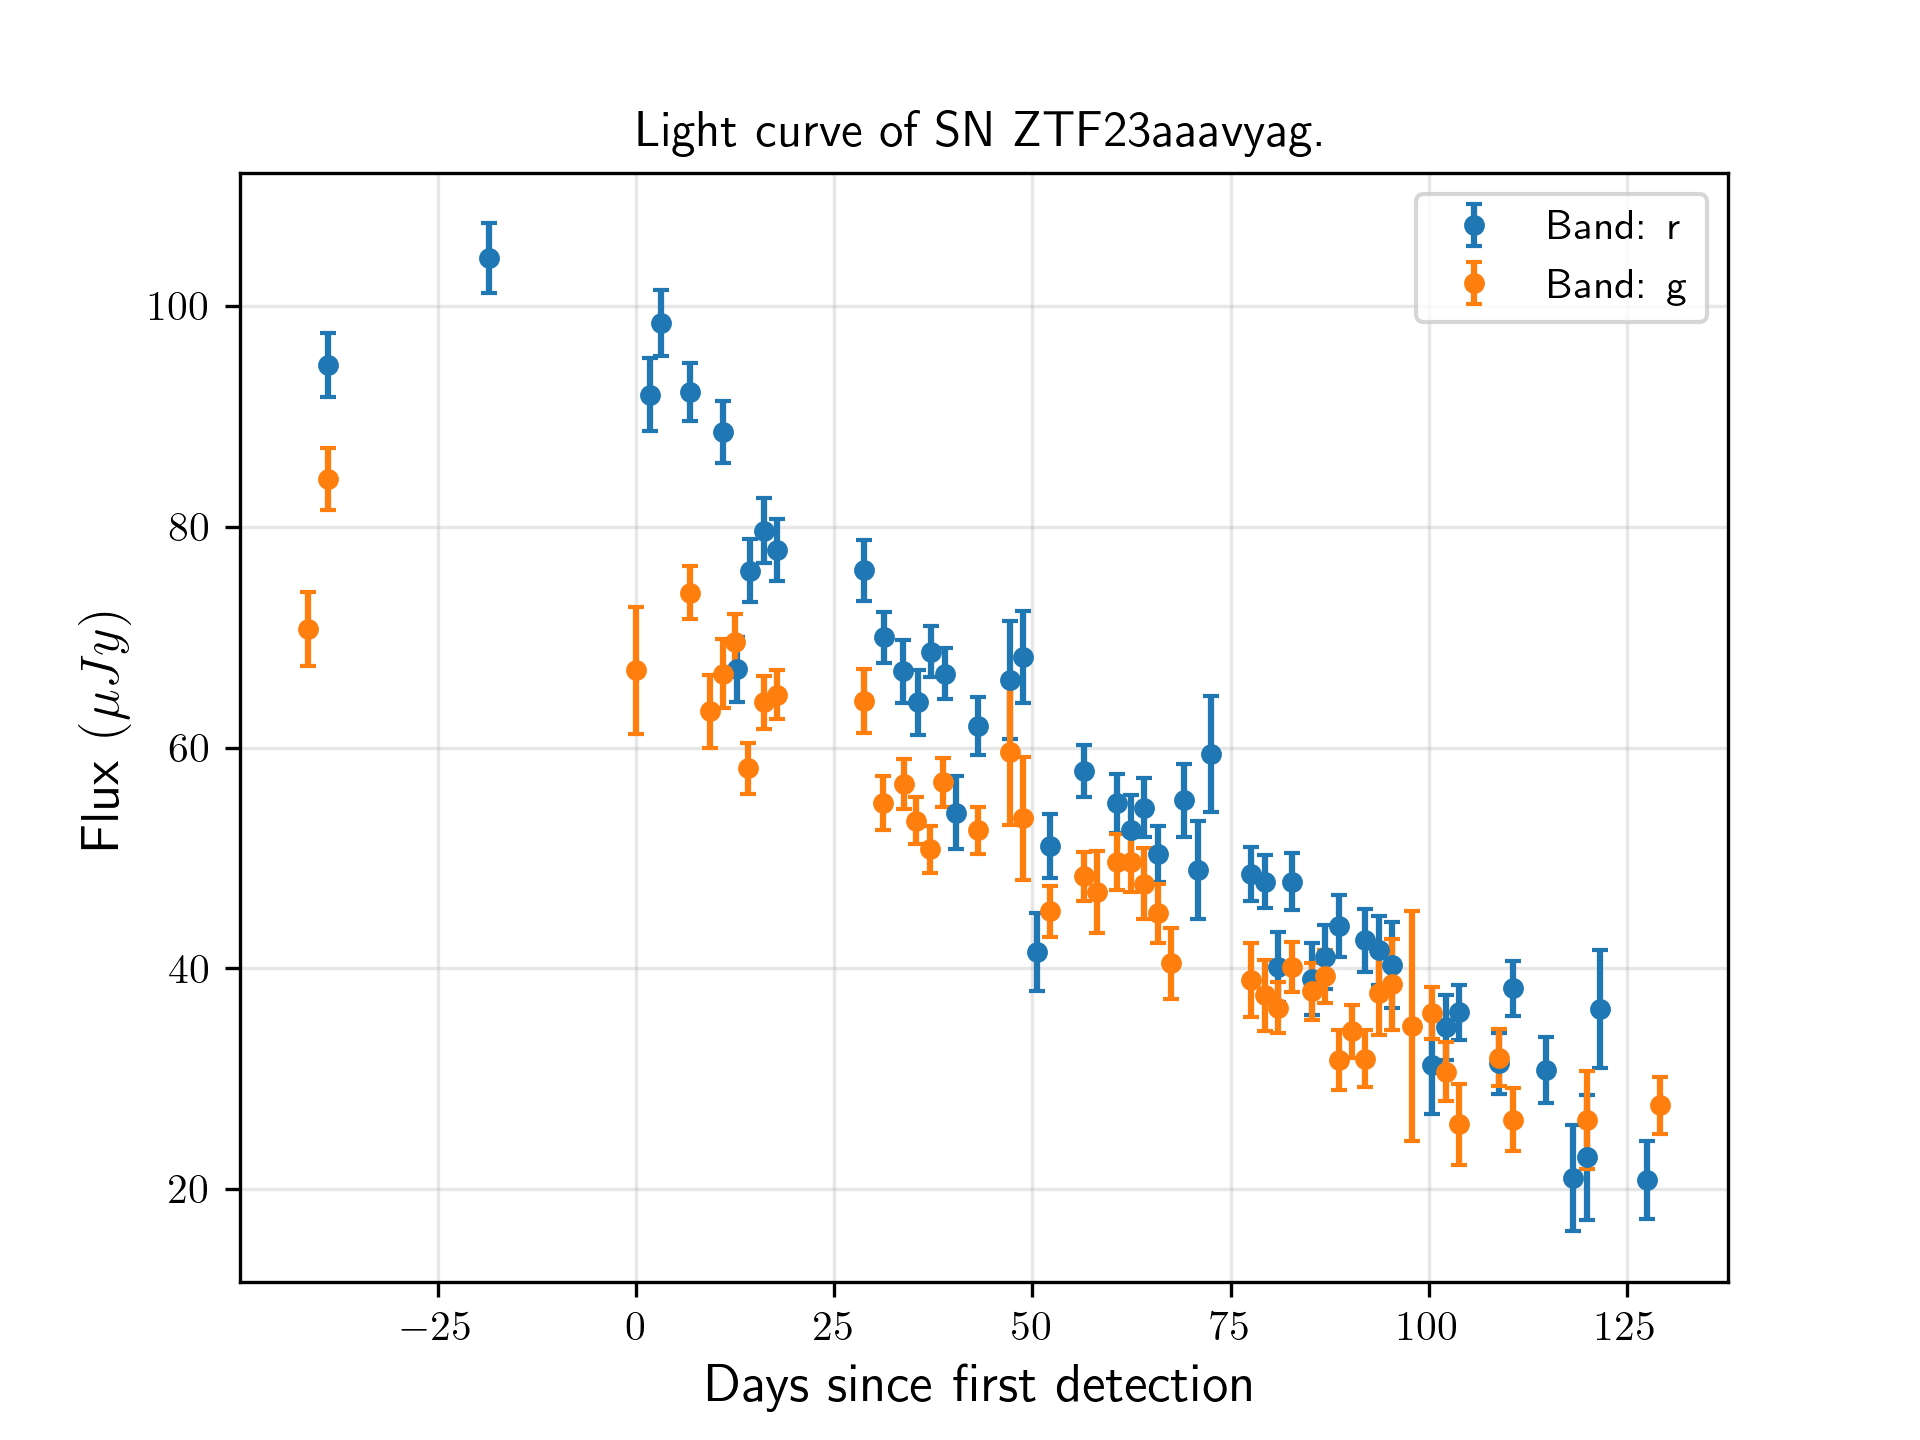 Light curve of SN ZTF23aaavyag.
Band: r
Band: g
100
80
60
40
20
Flux (μJy)
−25 0 25 50 75 100 125
Days since first detection